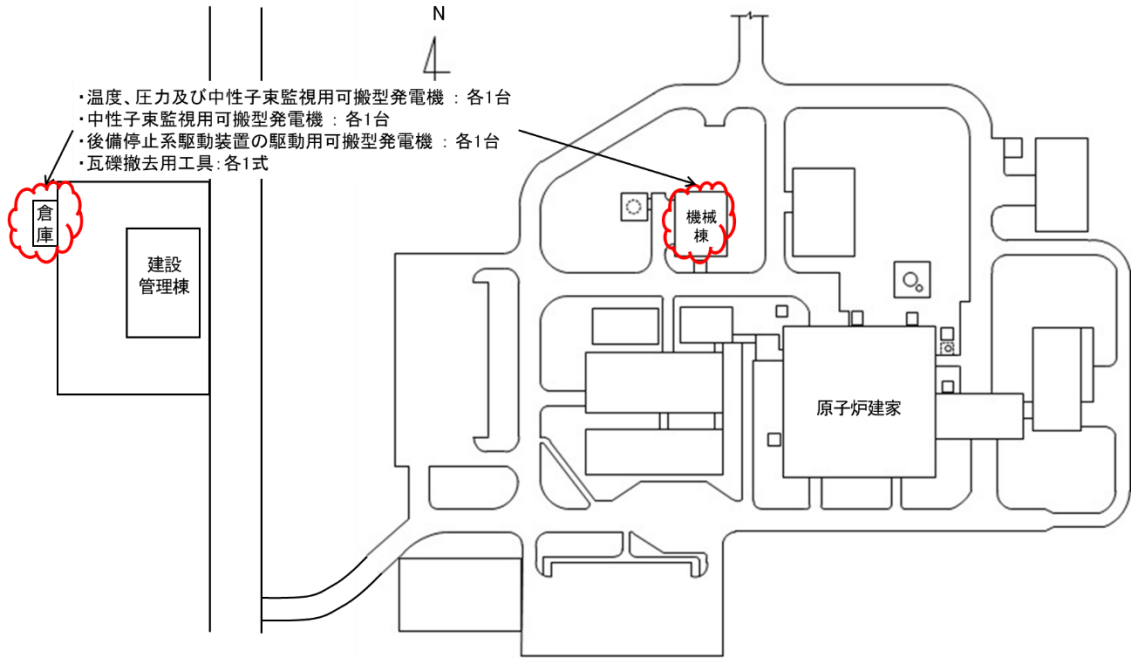 N
・温度、圧力及び中性子束監視用可搬型発電機 : 各1台
・中性子束監視用可搬型発電機 : 各1台
・後備停止系駆動装置の駆動用可搬型発電機 : 各1台
・瓦礫撤去用工具:各1式
倉
庫
機械
棟
建設
管理棟
原子炉建家